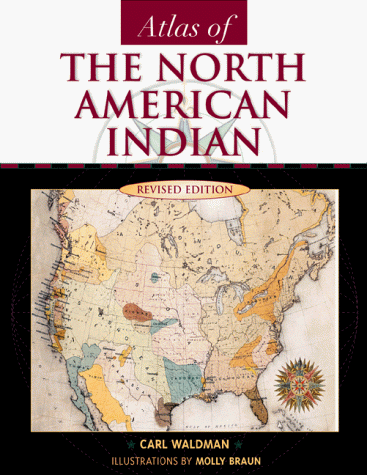 Atlas of
THE NORTH
AMERICAN
INDIAN
REVISED EDITION
CARL WALDMAN
ILLUSTRATIONS BY MOLLY BRAUN